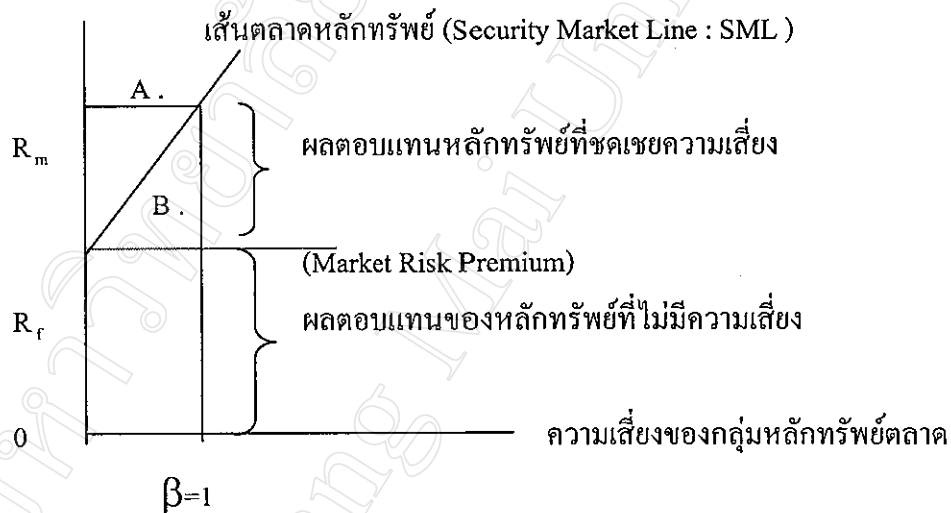 เส้นตลาดหลักทรัพย์ (Security Market Line : SML )
A .
R m
ผลตอบแทนหลักทรัพย์ที่ชดเชยความเสี่ยง
B .
(Market Risk Premium)
R f
ผลตอบแทนของหลักทรัพย์ที่ไม่มีความเสี่ยง
0
ความเสี่ยงของกลุ่มหลักทรัพย์ตลาด
β=1